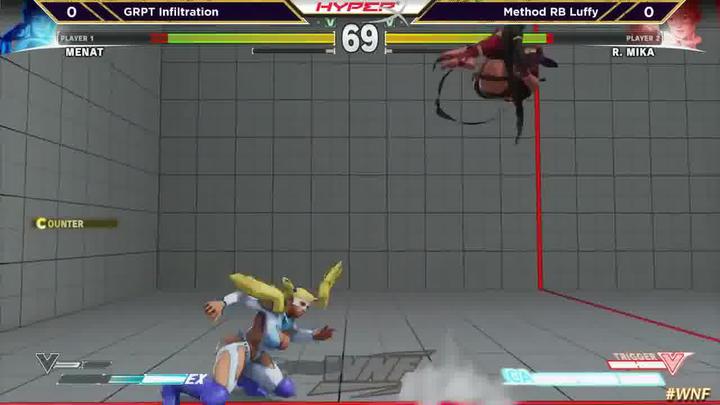 0 GRPT Infiltration HYPER Method RB Luffy 0
PLAYER 1 69 PLAYER 2
MENAT R. MIKA
COUNTER
WNF
TRIGGER
EX CA
#WNF